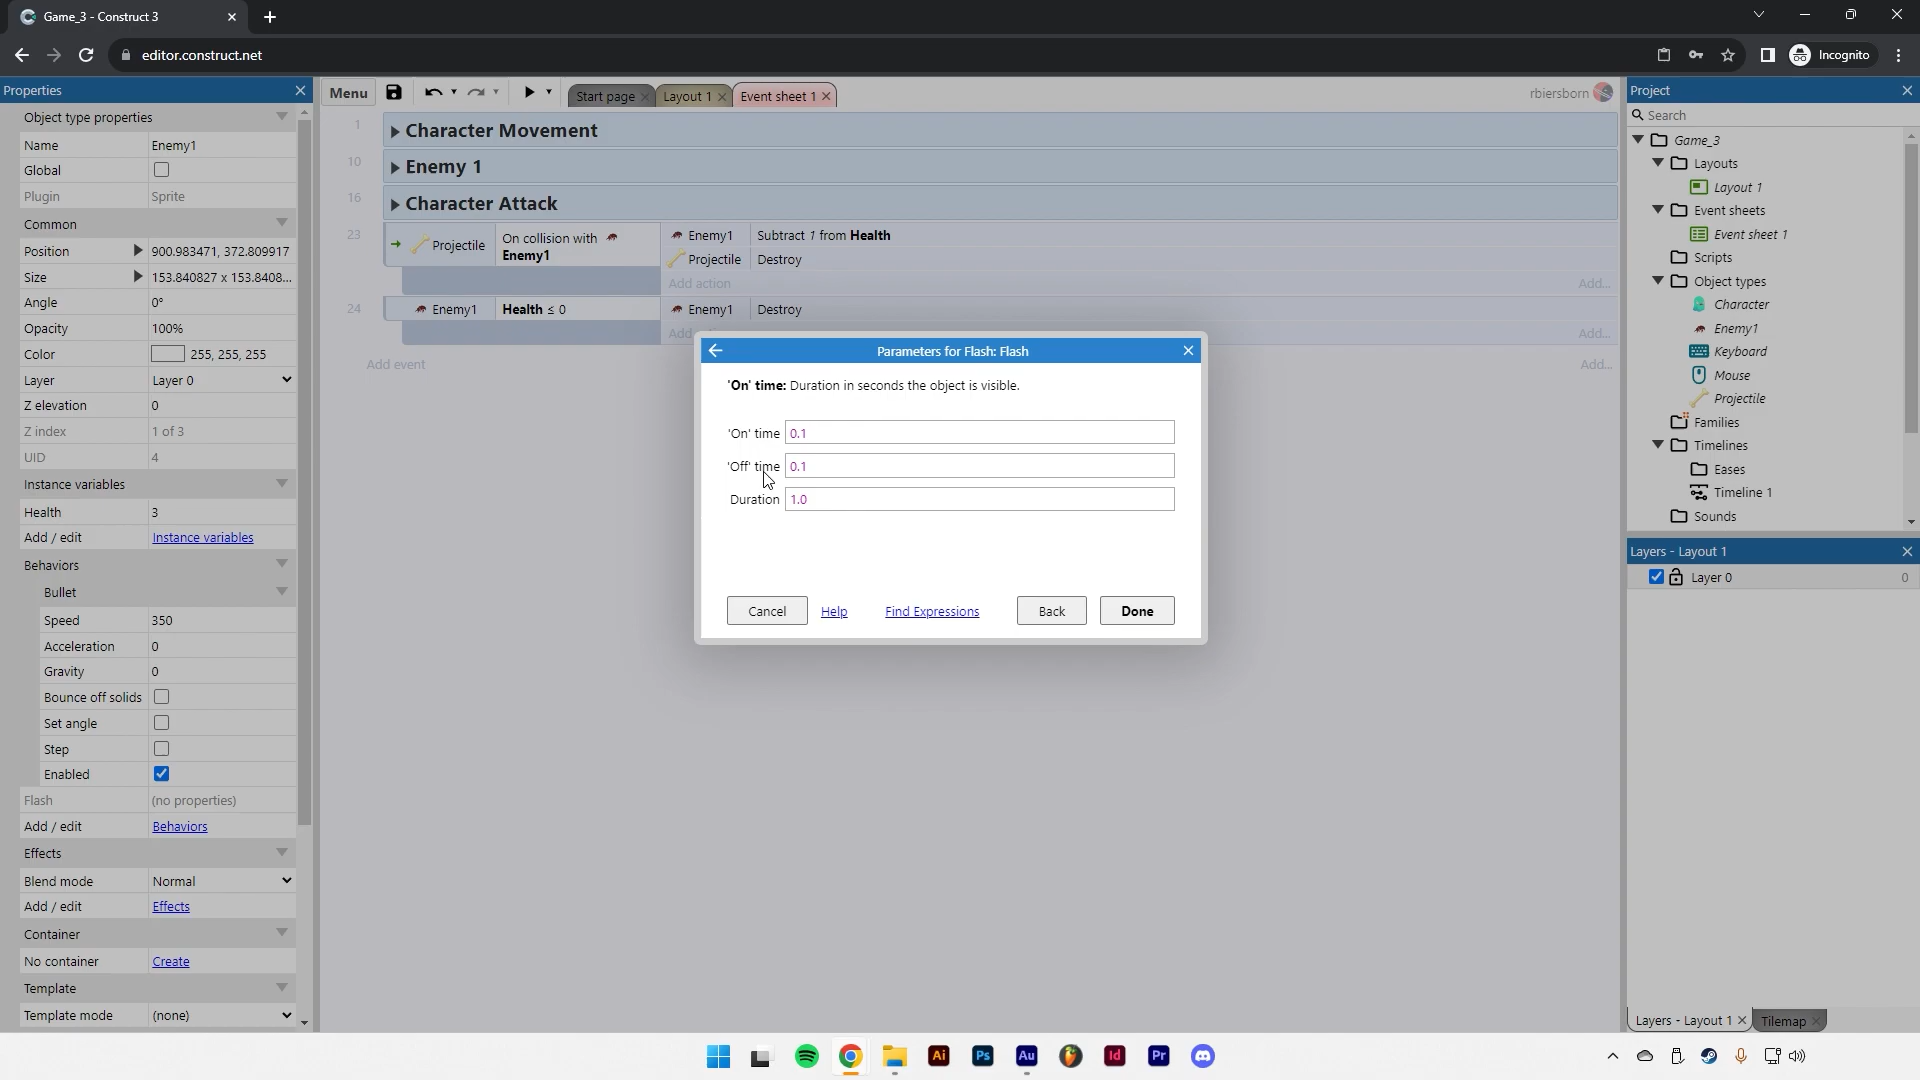 Game_3 - Construct 3
editor.construct.net
Incognito
Properties
Object type properties
Name Enemy1
Global
Plugin Sprite
Common
Position 900.983471, 372.809917
Size 153.840827 x 153.8408...
Angle 0°
Opacity 100%
Color 255, 255, 255
Layer Layer 0
Z elevation 0
Z index 1 of 3
UID 4
Instance variables
Health 3
Add / edit Instance variables
Behaviors
Bullet
Speed 350
Acceleration 0
Gravity 0
Bounce off solids
Set angle
Step
Enabled
Flash (no properties)
Add / edit Behaviors
Effects
Blend mode Normal
Add / edit Effects
Container
No container Create
Template
Template mode (none)
Menu
Start page
Layout 1
Event sheet 1
rbiersborn
1 Character Movement
10 Enemy 1
16 Character Attack
23 Projectile On collision with Enemy1
Enemy1 Subtract 1 from Health
Projectile Destroy
Add action Add...
24 Enemy1 Health ≤ 0 Enemy1 Destroy
Add Add...
Add event Add...
Parameters for Flash: Flash
'On' time: Duration in seconds the object is visible.
'On' time 0.1
'Off' time 0.1
Duration 1.0
Cancel Help Find Expressions Back Done
Project
Search
Game_3
Layouts
Layout 1
Event sheets
Event sheet 1
Scripts
Object types
Character
Enemy1
Keyboard
Mouse
Projectile
Families
Timelines
Eases
Timeline 1
Sounds
Layers - Layout 1
Layer 0 0
Layers - Layout 1
Tilemap
Ai
Ps
Au
Id
Pr